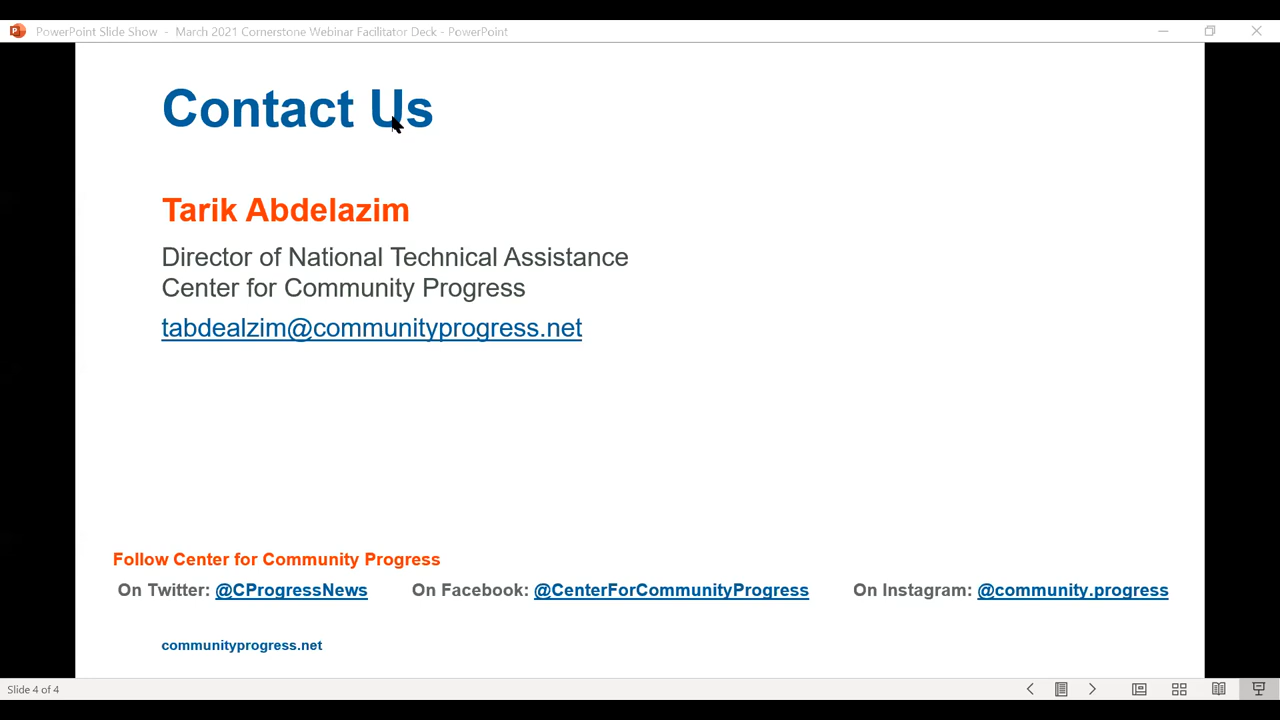 PowerPoint Slide Show - March 2021 Cornerstone Webinar Facilitator Deck - PowerPoint
Contact Us
Tarik Abdelazim
Director of National Technical Assistance
Center for Community Progress
tabdealzim@communityprogress.net
Follow Center for Community Progress
On Twitter: @CProgressNews On Facebook: @CenterForCommunityProgress On Instagram: @community.progress
communityprogress.net
Slide 4 of 4